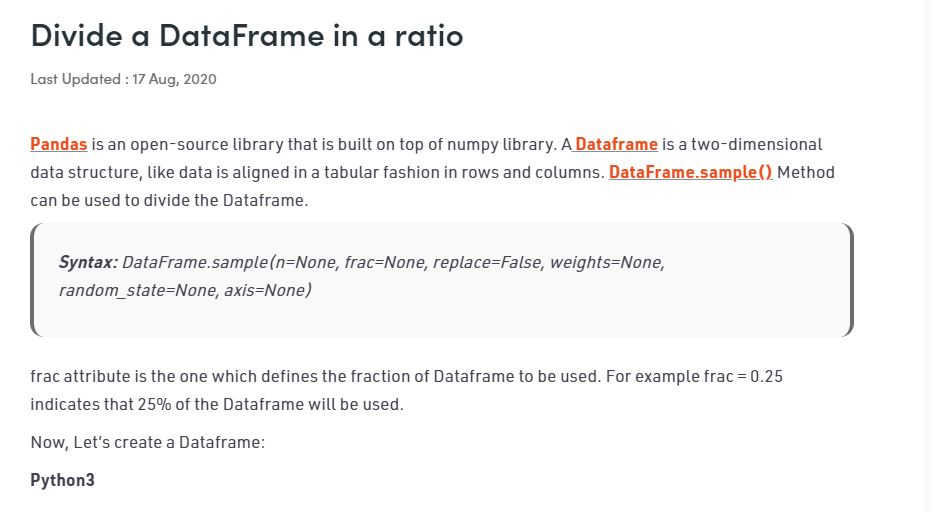 Divide a DataFrame in a ratio
Last Updated : 17 Aug, 2020
Pandas is an open-source library that is built on top of numpy library. A Dataframe is a two-dimensional
data structure, like data is aligned in a tabular fashion in rows and columns. DataFrame.sample() Method
can be used to divide the Dataframe.
Syntax: DataFrame.sample(n=None, frac=None, replace=False, weights=None,
random_state=None, axis=None)
frac attribute is the one which defines the fraction of Dataframe to be used. For example frac = 0.25
indicates that 25% of the Dataframe will be used.
Now, Let’s create a Dataframe:
Python3